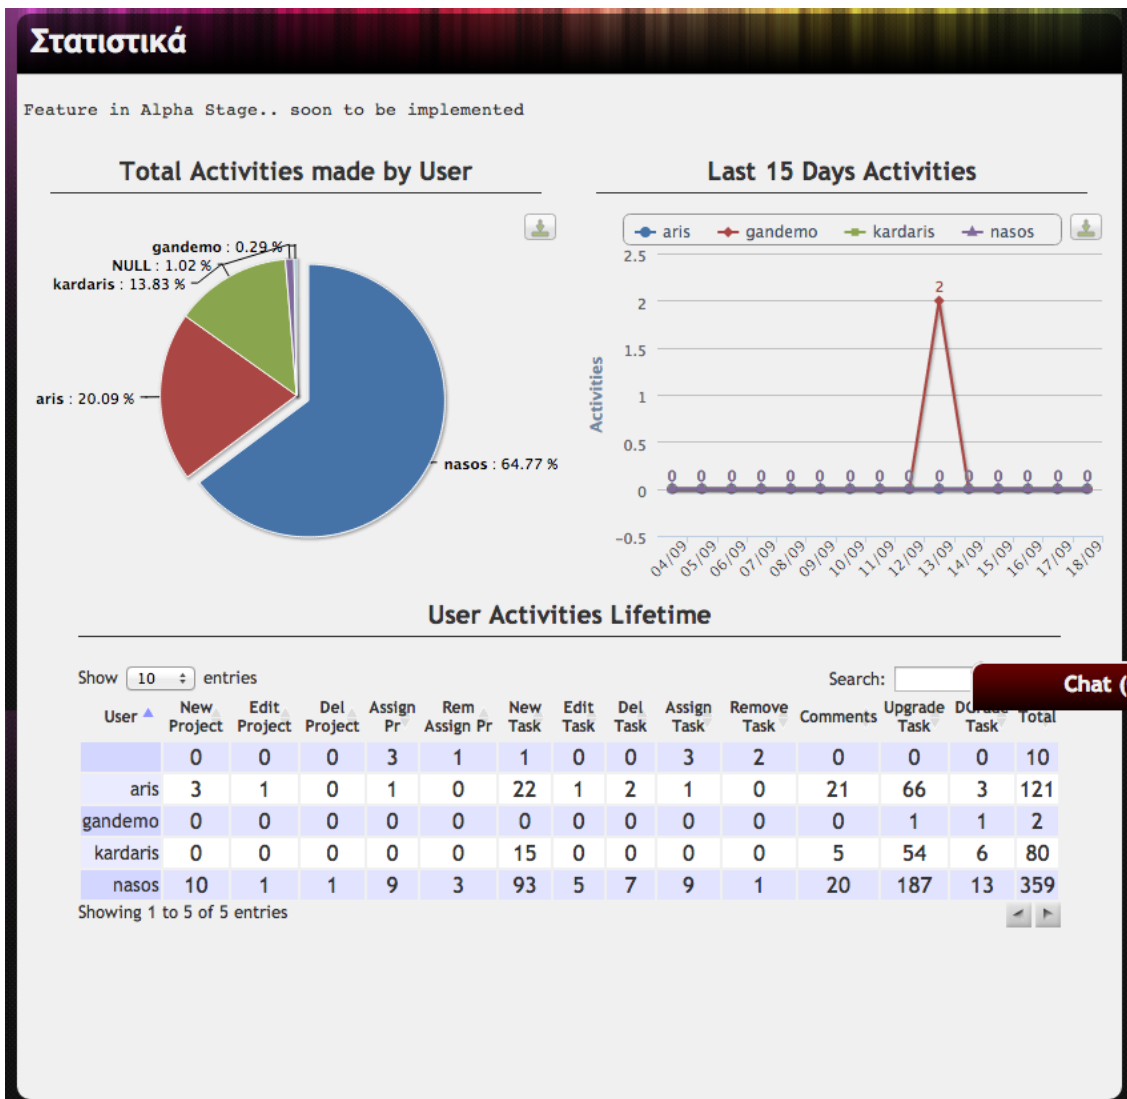 Στατιστικά
Feature in Alpha Stage.. soon to be implemented
Total Activities made by User
gandemo : 0.29 %
NULL : 1.02 %
kardaris : 13.83 %
aris : 20.09 %
nasos : 64.77 %
Last 15 Days Activities
aris gandemo kardaris nasos
2.5
2
1.5
1
0.5
0
-0.5
Activities
2
0 0 0 0 0 0 0 0 0 0 0 0 0 0 0
04/09 05/09 06/09 07/09 08/09 09/09 10/09 11/09 12/09 13/09 14/09 15/09 16/09 17/09 18/09
User Activities Lifetime
Show 10 entries Search:
Chat (
User New Project Edit Project Del Project Assign Pr Rem Assign Pr New Task Edit Task Del Task Assign Task Remove Task Comments Upgrade Task Task Total
0 0 0 3 1 1 0 0 3 2 0 0 0 10
aris 3 1 0 1 0 22 1 2 1 0 21 66 3 121
gandemo 0 0 0 0 0 0 0 0 0 0 0 1 1 2
kardaris 0 0 0 0 0 15 0 0 0 0 5 54 6 80
nasos 10 1 1 9 3 93 5 7 9 1 20 187 13 359
Showing 1 to 5 of 5 entries